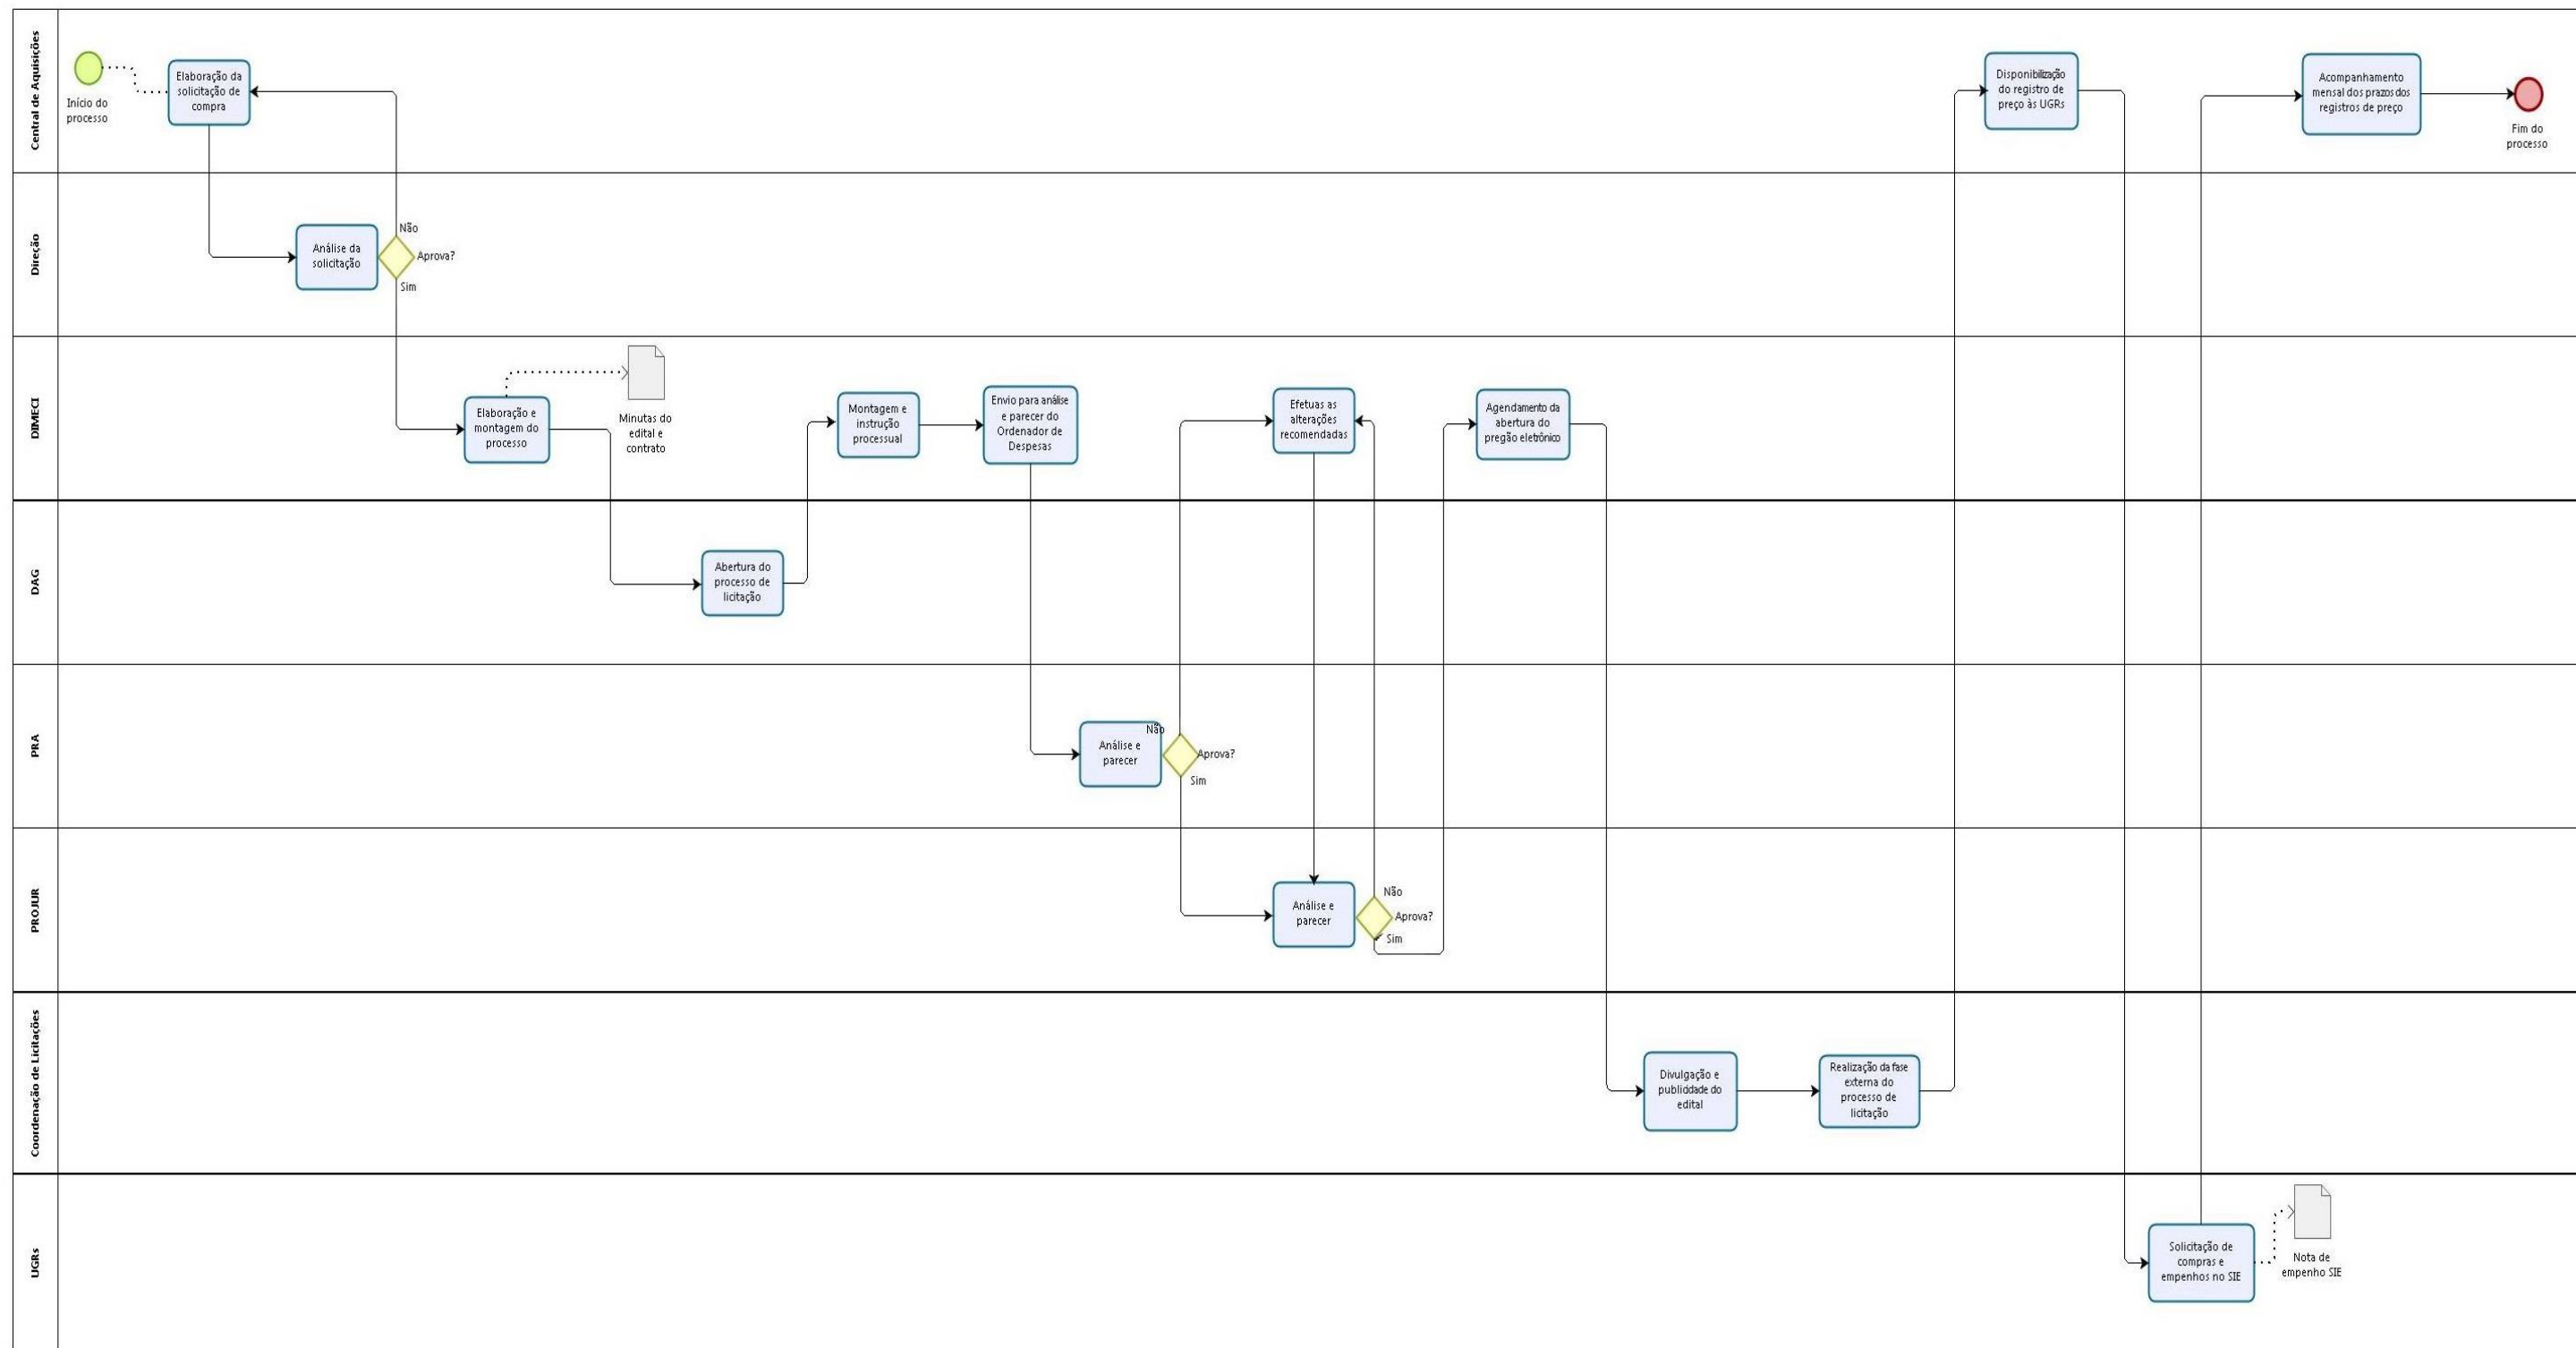 Central de Aquisições
Início do
processo
Elaboração da
solicitação de
compra
Disponibilização
do registro de
preço às UGRs
Acompanhamento
mensal dos prazos dos
registros de preço
Fim do
processo
Direção
Análise da
solicitação
Não
Aprova?
Sim
DIMECI
Elaboração e
montagem do
processo
Minutas do
edital e
contrato
Montagem e
instrução
processual
Envio para análise
e parecer do
Ordenador de
Despesas
Efetuas as
alterações
recomendadas
Agendamento da
abertura do
pregão eletrônico
DAG
Abertura do
processo de
licitação
PRA
Análise e
parecer
Não
Aprova?
Sim
PROJUR
Análise e
parecer
Não
Aprova?
Sim
Coordenação de Licitações
Divulgação e
publicidade do
edital
Realização da fase
externa do
processo de
licitação
UGRs
Solicitação de
compras e
empenhos no SIE
Nota de
empenho SIE